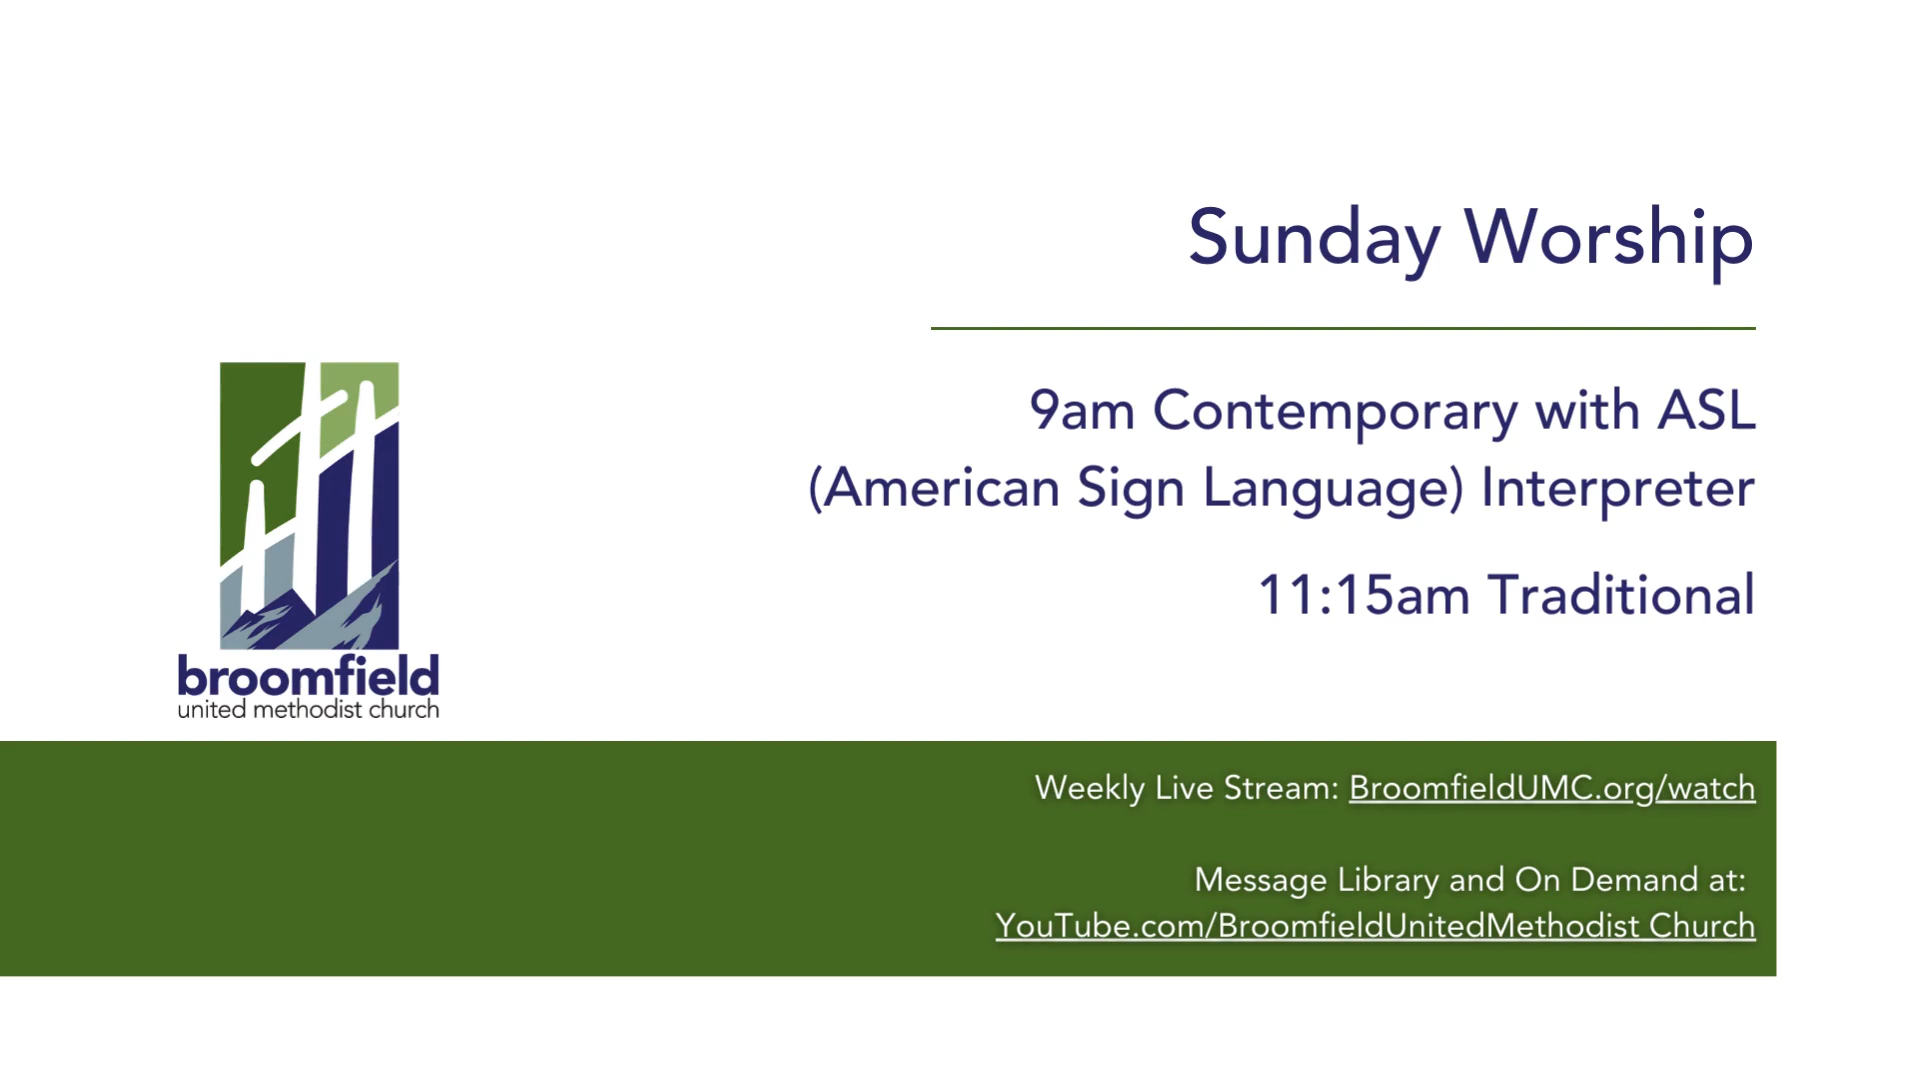 Sunday Worship
9am Contemporary with ASL
(American Sign Language) Interpreter
11:15am Traditional
broomfield
united methodist church
Weekly Live Stream: BroomfieldUMC.org/watch
Message Library and On Demand at:
YouTube.com/BroomfieldUnitedMethodist Church